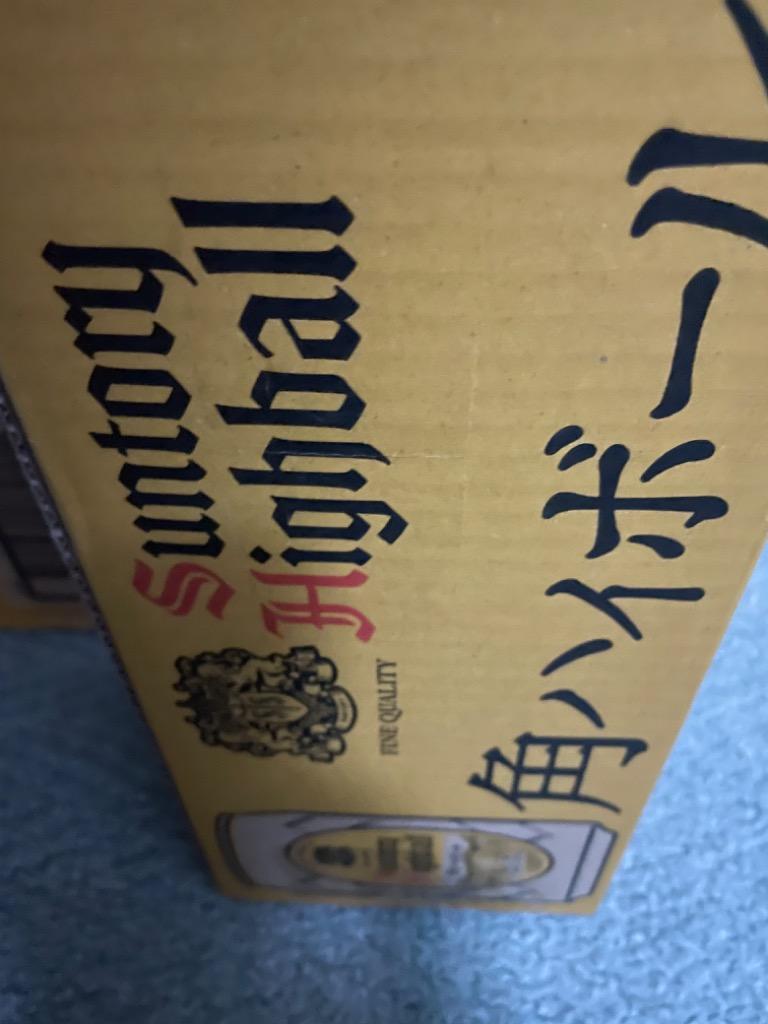 Suntory
Highball
FINE QUALITY
角ハイボール